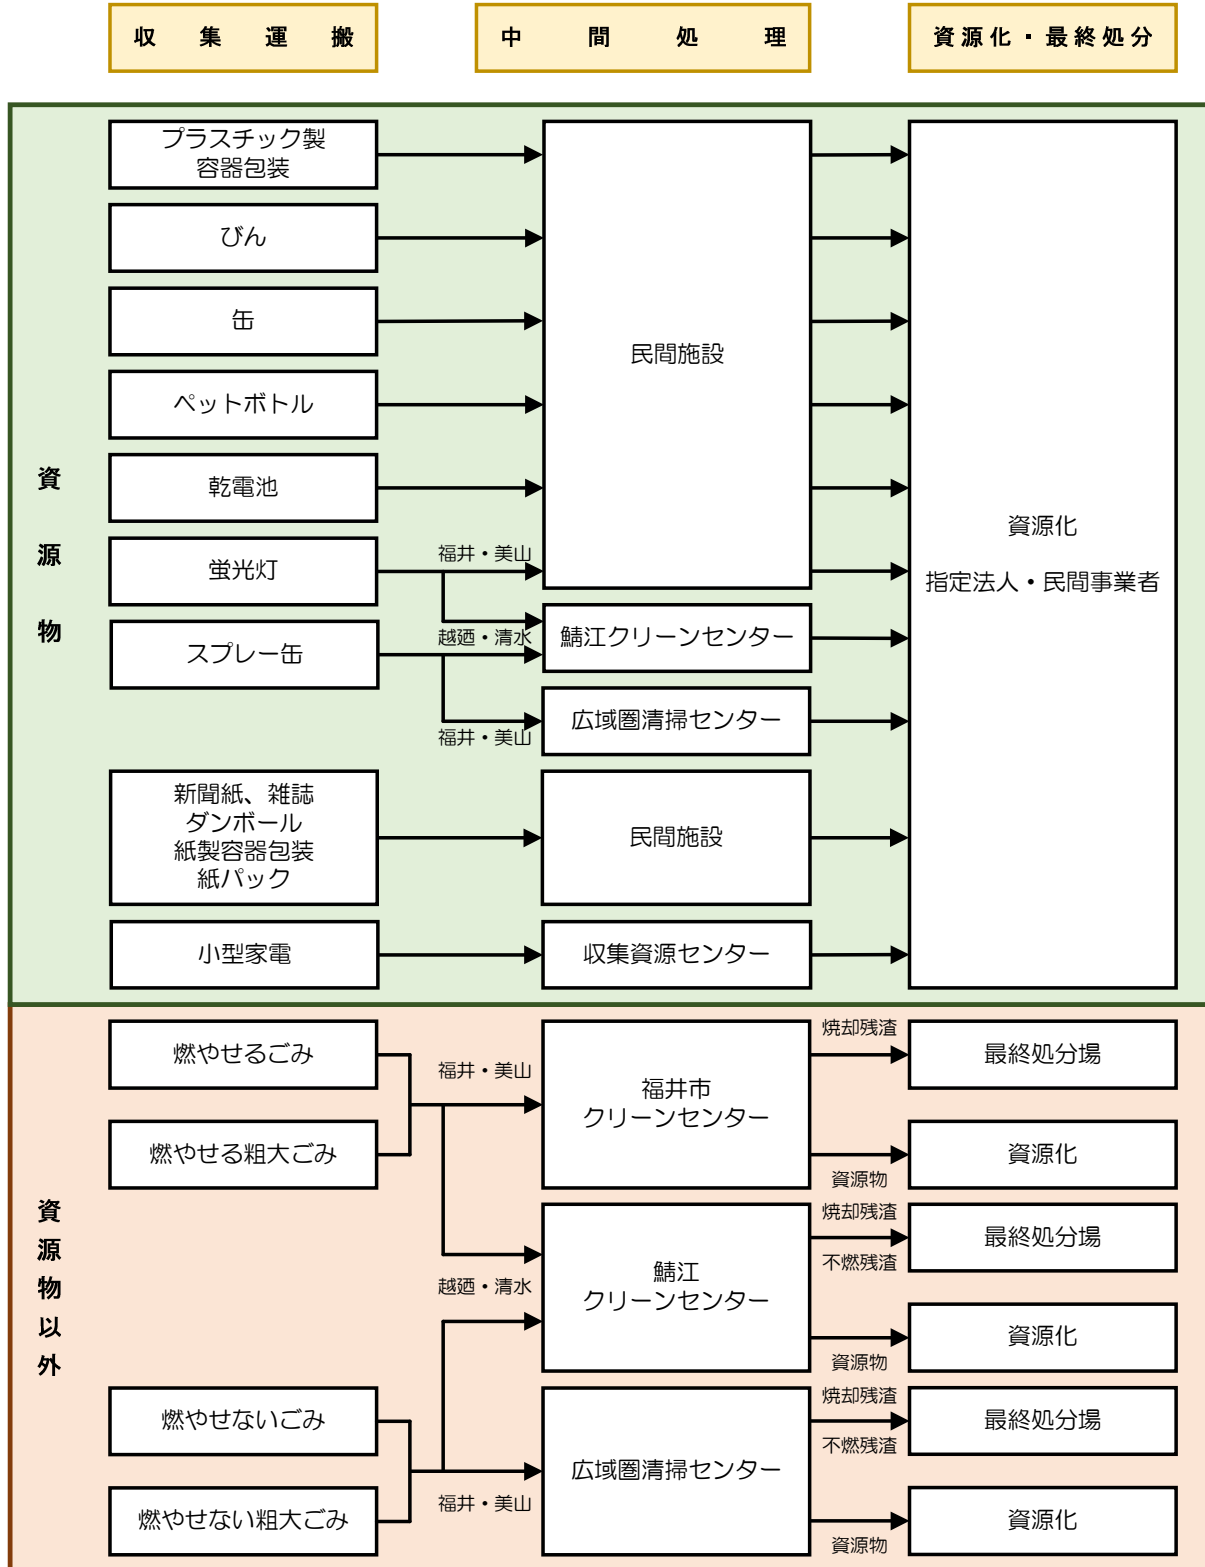 収集運搬
中間処理
資源化・最終処分
資源物
プラスチック製
容器包装
びん
缶
ペットボトル
乾電池
蛍光灯
スプレー缶
新聞紙、雑誌
ダンボール
紙製容器包装
紙パック
小型家電
福井・美山
越廼・清水
福井・美山
民間施設
鯖江クリーンセンター
広域圏清掃センター
民間施設
収集資源センター
資源化
指定法人・民間事業者
資源物以外
燃やせるごみ
燃やせる粗大ごみ
燃やせないごみ
燃やせない粗大ごみ
福井・美山
越廼・清水
福井・美山
福井市
クリーンセンター
鯖江
クリーンセンター
広域圏清掃センター
焼却残渣
最終処分場
資源物
資源化
焼却残渣
不燃残渣
最終処分場
資源物
資源化
焼却残渣
不燃残渣
最終処分場
資源物
資源化